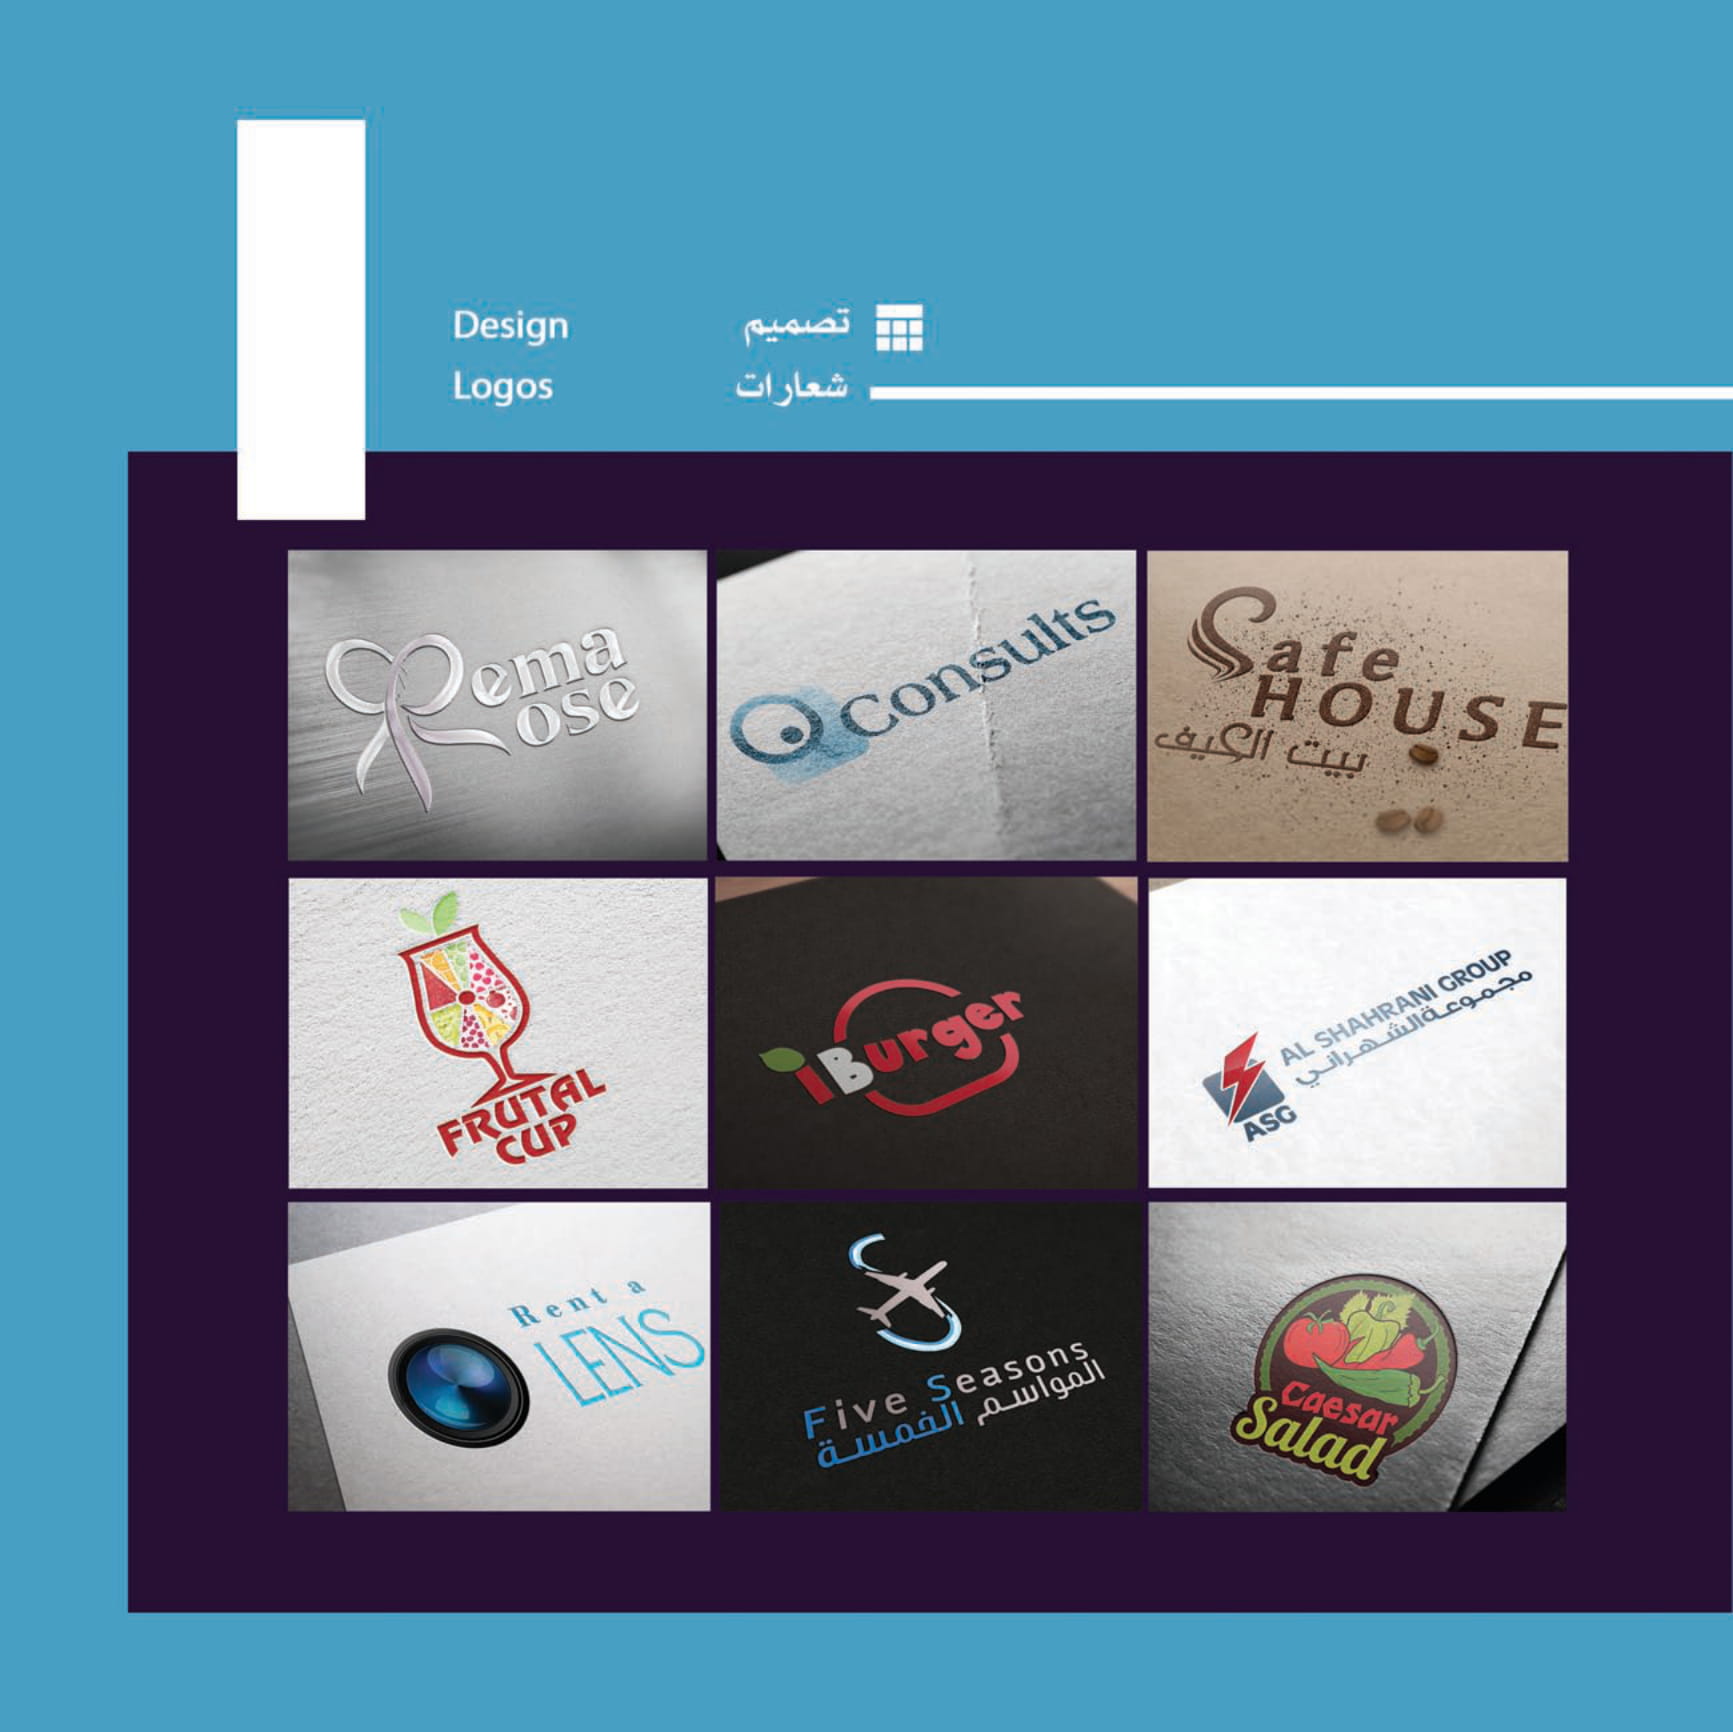 Design
Logos
تصميم
شعارات
Rema
Rose
Q consults
Safe
HOUSE
بيت الكيف
FRUTAL
CUP
iBurger
AL SHAHRANI GROUP
مجموعة الشهراني
ASG
Rent a
LENS
Five Seasons
المواسم الخمسة
Caesar
Salad